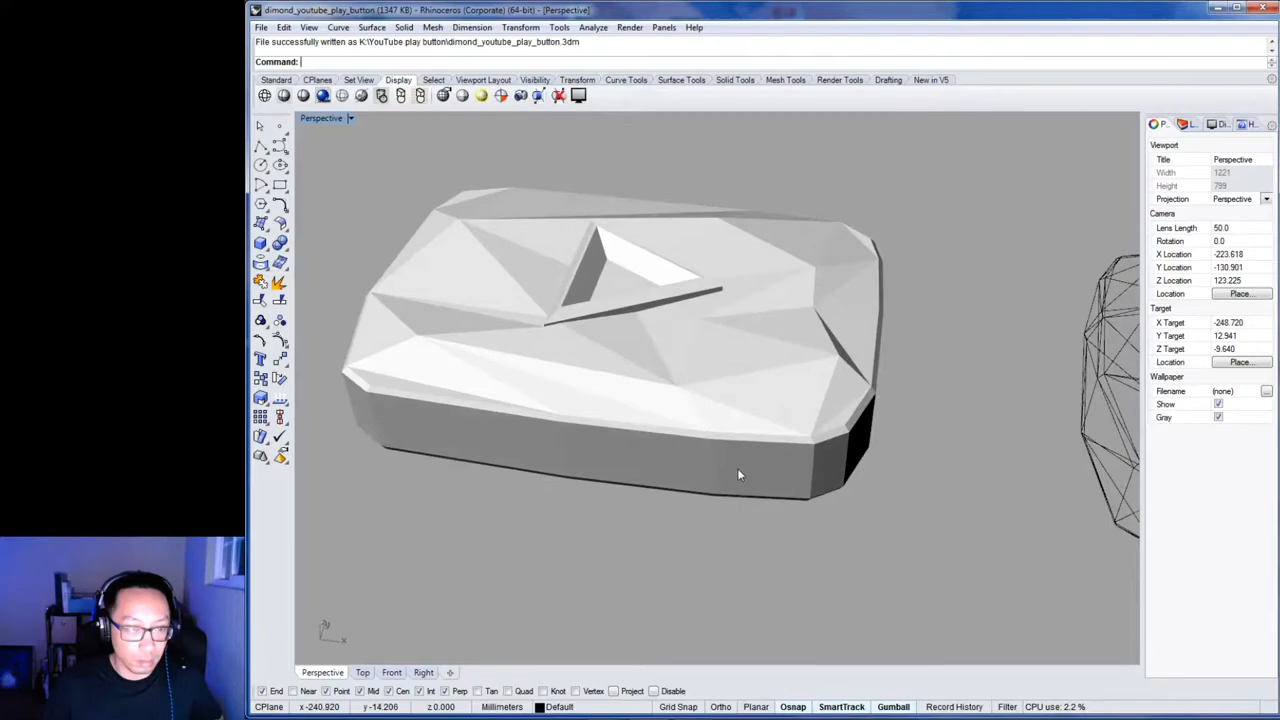 dimond_youtube_play_button (1347 KB) - Rhinoceros (Corporate) (64-bit) - [Perspective]
File Edit View Curve Surface Solid Mesh Dimension Transform Tools Analyze Render Panels Help
File successfully written as K:\YouTube play button\dimond_youtube_play_button.3dm
Command:
Standard CPlanes Set View Display Select Viewport Layout Visibility Transform Curve Tools Surface Tools Solid Tools Mesh Tools Render Tools Drafting New in V5
Perspective
P... L... Di... H...
Viewport
Title Perspective
Width 1221
Height 799
Projection Perspective
Camera
Lens Length 50.0
Rotation 0.0
X Location -223.618
Y Location -130.901
Z Location 123.225
Location Place...
Target
X Target -248.720
Y Target 12.941
Z Target -9.640
Location Place...
Wallpaper
Filename (none) ...
Show
Gray
x
Perspective Top Front Right
End Near Point Mid Cen Int Perp Tan Quad Knot Vertex Project Disable
CPlane x -240.920 y -14.206 z 0.000 Millimeters Default Grid Snap Ortho Planar Osnap SmartTrack Gumball Record History Filter CPU use: 2.2 %